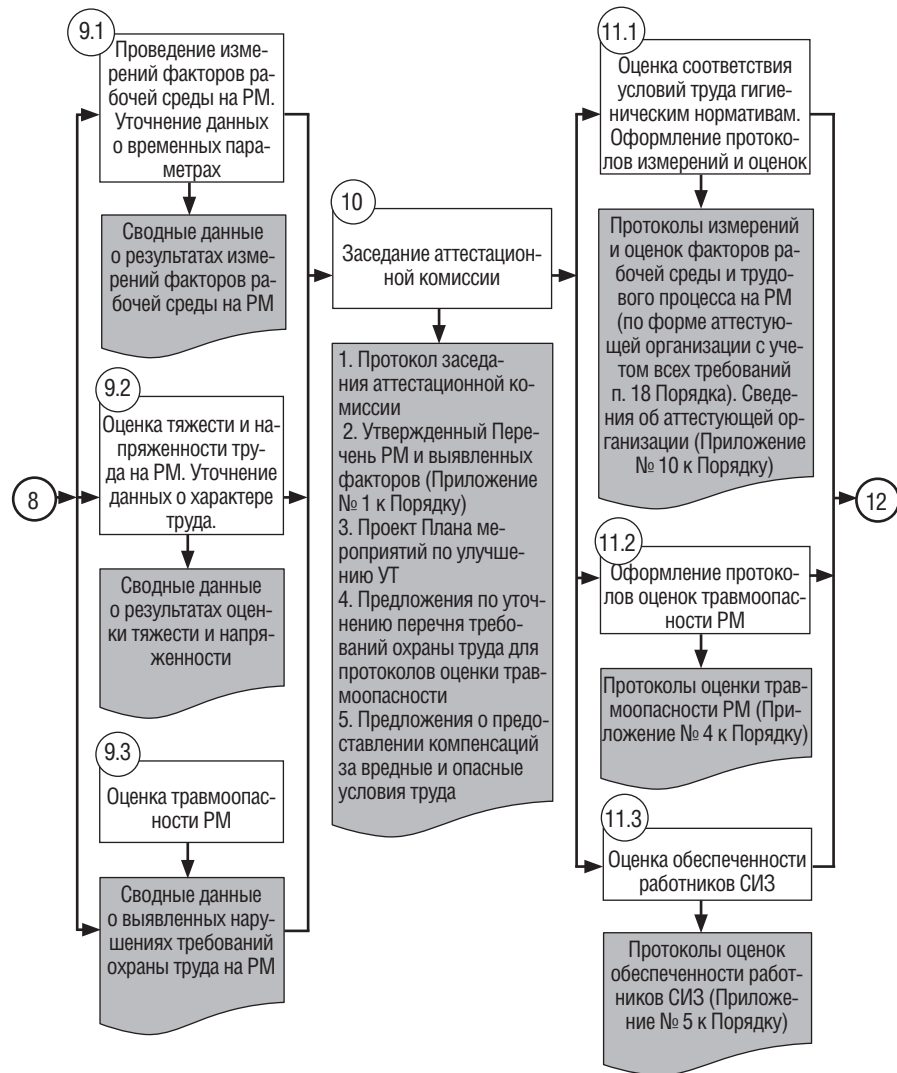 9.1
Проведение изме-
рений факторов ра-
бочей среды на РМ.
Уточнение данных
о временных пара-
метрах
Сводные данные
о результатах изме-
рений факторов ра-
бочей среды на РМ
9.2
Оценка тяжести и на-
пряженности тру-
да на РМ. Уточнение
данных о характере
труда.
8
Сводные данные
о результатах оцен-
ки тяжести и напря-
женности
9.3
Оценка травмоопас-
ности РМ
Сводные данные
о выявленных нару-
шениях требований
охраны труда на РМ
10
Заседание аттестацион-
ной комиссии
1. Протокол заседа-
ния аттестационной ко-
миссии
2. Утвержденный Пере-
чень РМ и выявленных
факторов (Приложение
№ 1 к Порядку)
3. Проект Плана ме-
роприятий по улучше-
нию УТ
4. Предложения по уточ-
нению перечня требо-
ваний охраны труда для
протоколов оценки трав-
моопасности
5. Предложения о предо-
ставлении компенсаций
за вредные и опасные
условия труда
11.1
Оценка соответствия
условий труда гигие-
ническим нормативам.
Оформление протоко-
лов измерений и оценок
Протоколы измерений
и оценок факторов ра-
бочей среды и трудо-
вого процесса на РМ
(по форме аттестую-
щей организации с уче-
том всех требований
п. 18 Порядка). Сведе-
ния об аттестующей ор-
ганизации (Приложение
№ 10 к Порядку)
12
11.2
Оформление протоко-
лов оценок травмоопас-
ности РМ
Протоколы оценки трав-
моопасности РМ (При-
ложение № 4 к Порядку)
11.3
Оценка обеспеченности
работников СИЗ
Протоколы оценок
обеспеченности работ-
ников СИЗ (Приложе-
ние № 5 к Порядку)